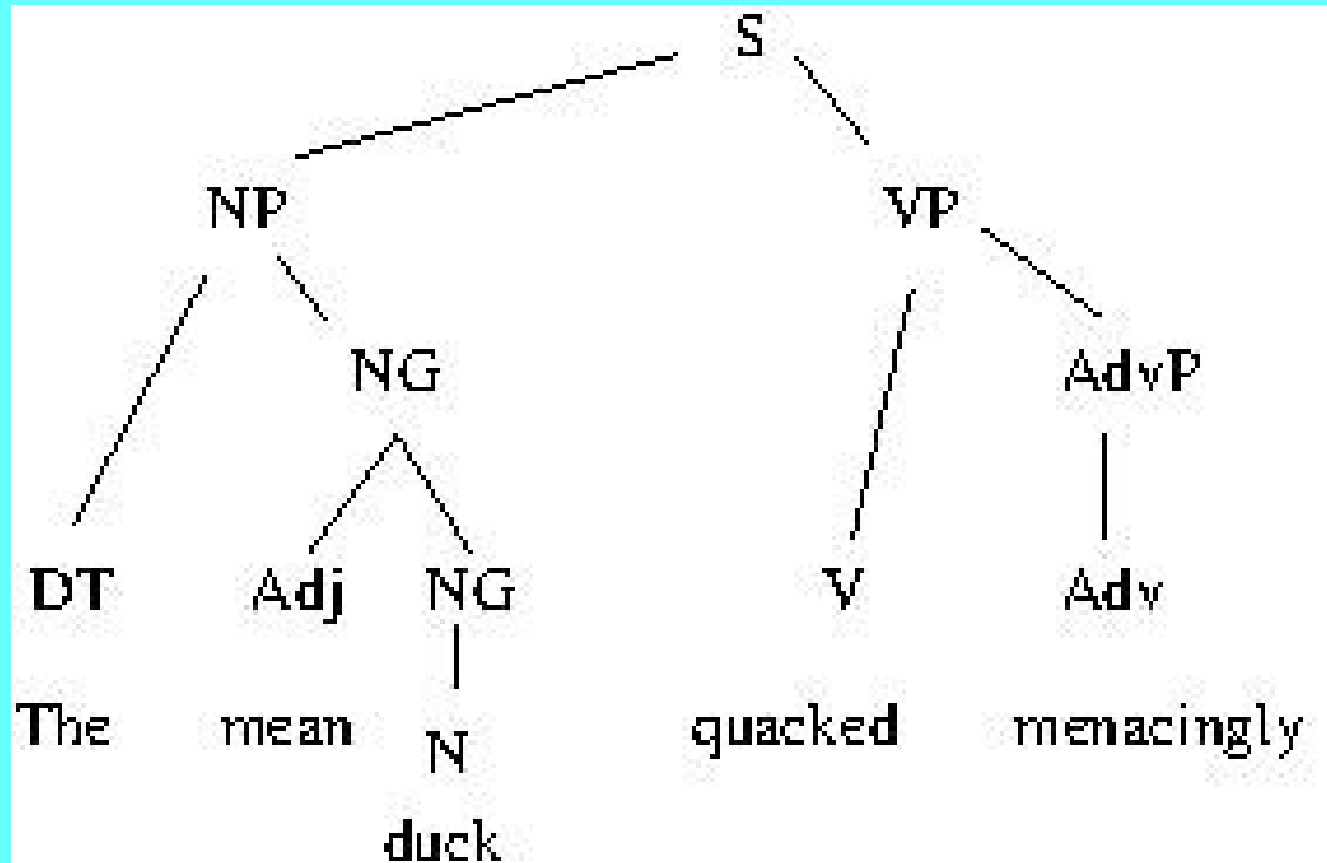 S
NP VP
NG AdvP
DT Adj NG V Adv
The mean N quacked menacingly
duck